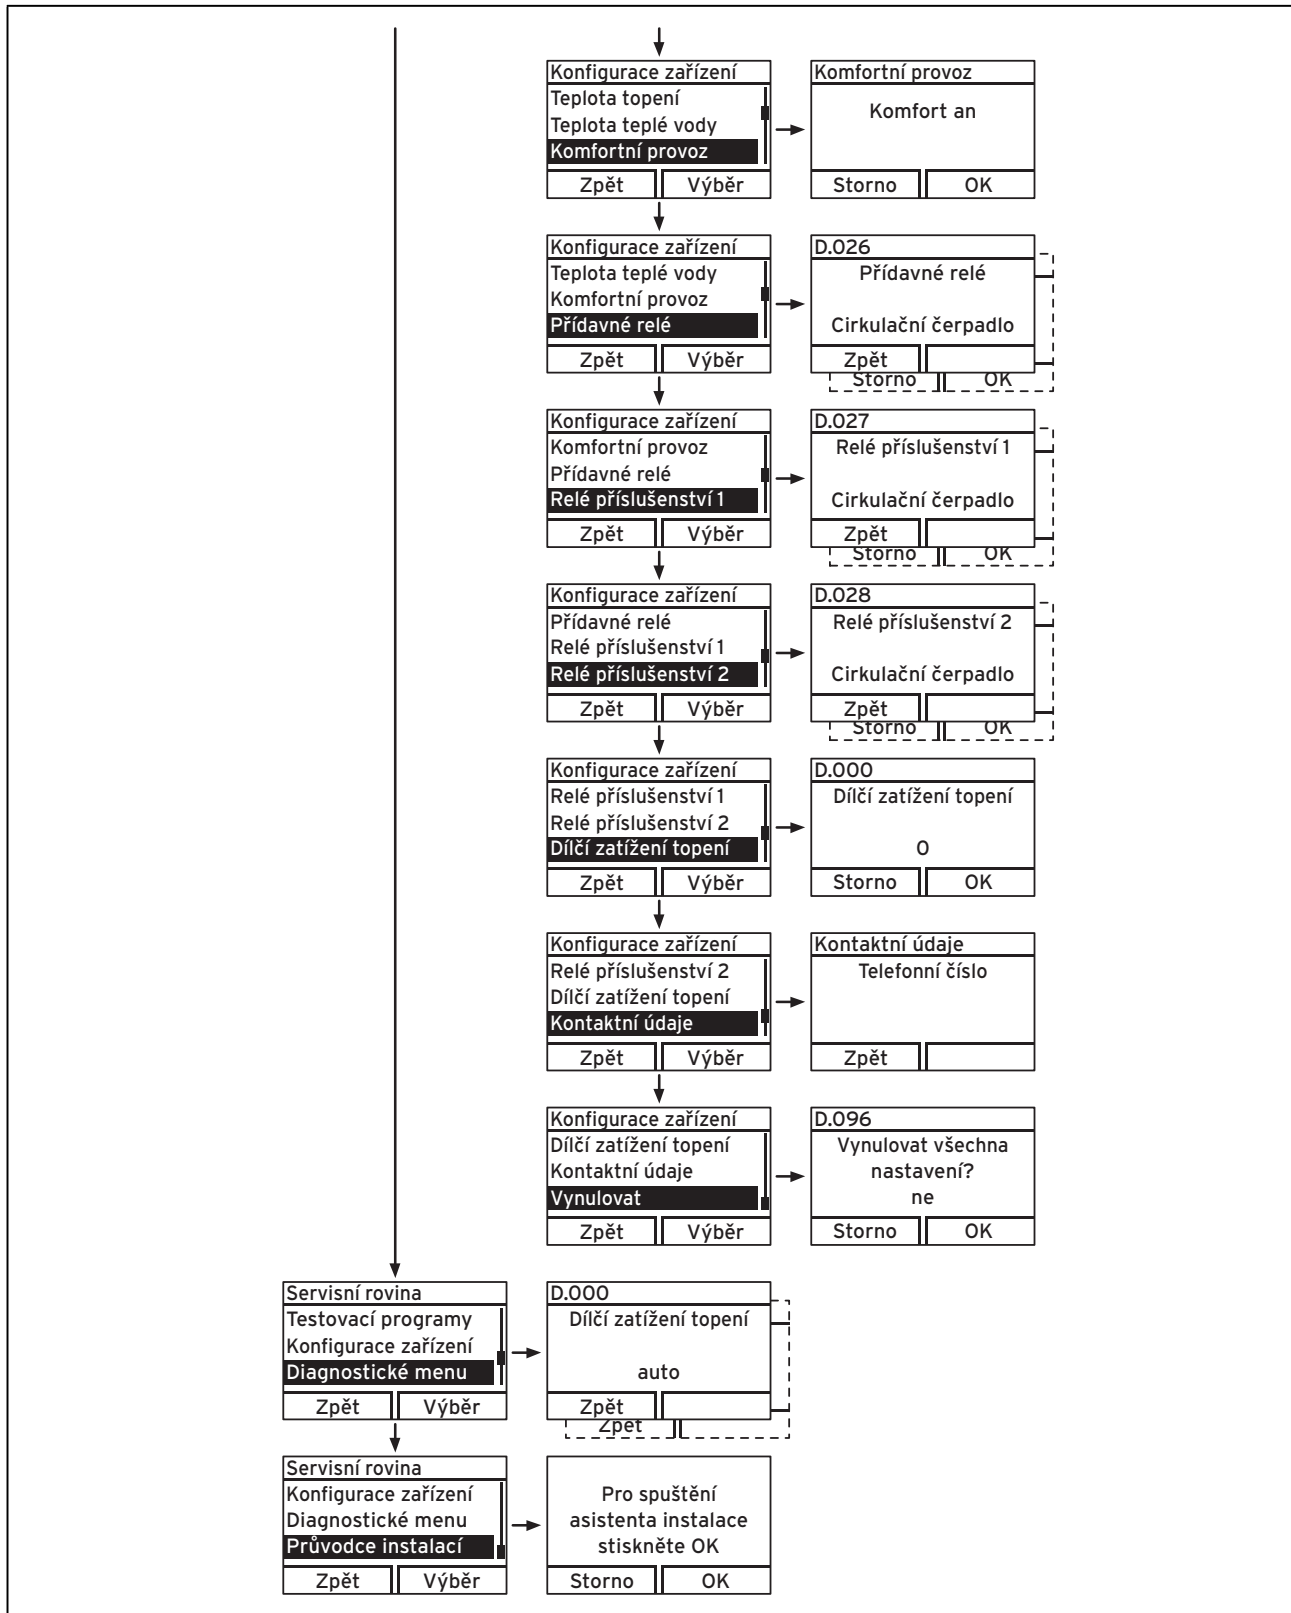 Konfigurace zařízení
Teplota topení
Teplota teplé vody
Komfortní provoz
Zpět Výběr
Komfortní provoz
Komfort an
Storno OK
Konfigurace zařízení
Teplota teplé vody
Komfortní provoz
Přídavné relé
Zpět Výběr
D.026
Přídavné relé
Cirkulační čerpadlo
Zpět
Storno OK
Konfigurace zařízení
Komfortní provoz
Přídavné relé
Relé příslušenství 1
Zpět Výběr
D.027
Relé příslušenství 1
Cirkulační čerpadlo
Zpět
Storno OK
Konfigurace zařízení
Přídavné relé
Relé příslušenství 1
Relé příslušenství 2
Zpět Výběr
D.028
Relé příslušenství 2
Cirkulační čerpadlo
Zpět
Storno OK
Konfigurace zařízení
Relé příslušenství 1
Relé příslušenství 2
Dílčí zatížení topení
Zpět Výběr
D.000
Dílčí zatížení topení
0
Storno OK
Konfigurace zařízení
Relé příslušenství 2
Dílčí zatížení topení
Kontaktní údaje
Zpět Výběr
Kontaktní údaje
Telefonní číslo
Zpět
Konfigurace zařízení
Dílčí zatížení topení
Kontaktní údaje
Vynulovat
Zpět Výběr
D.096
Vynulovat všechna
nastavení?
ne
Storno OK
Servisní rovina
Testovací programy
Konfigurace zařízení
Diagnostické menu
Zpět Výběr
D.000
Dílčí zatížení topení
auto
Zpět
Zpět
Servisní rovina
Konfigurace zařízení
Diagnostické menu
Průvodce instalací
Zpět Výběr
Pro spuštění
asistenta instalace
stiskněte OK
Storno OK